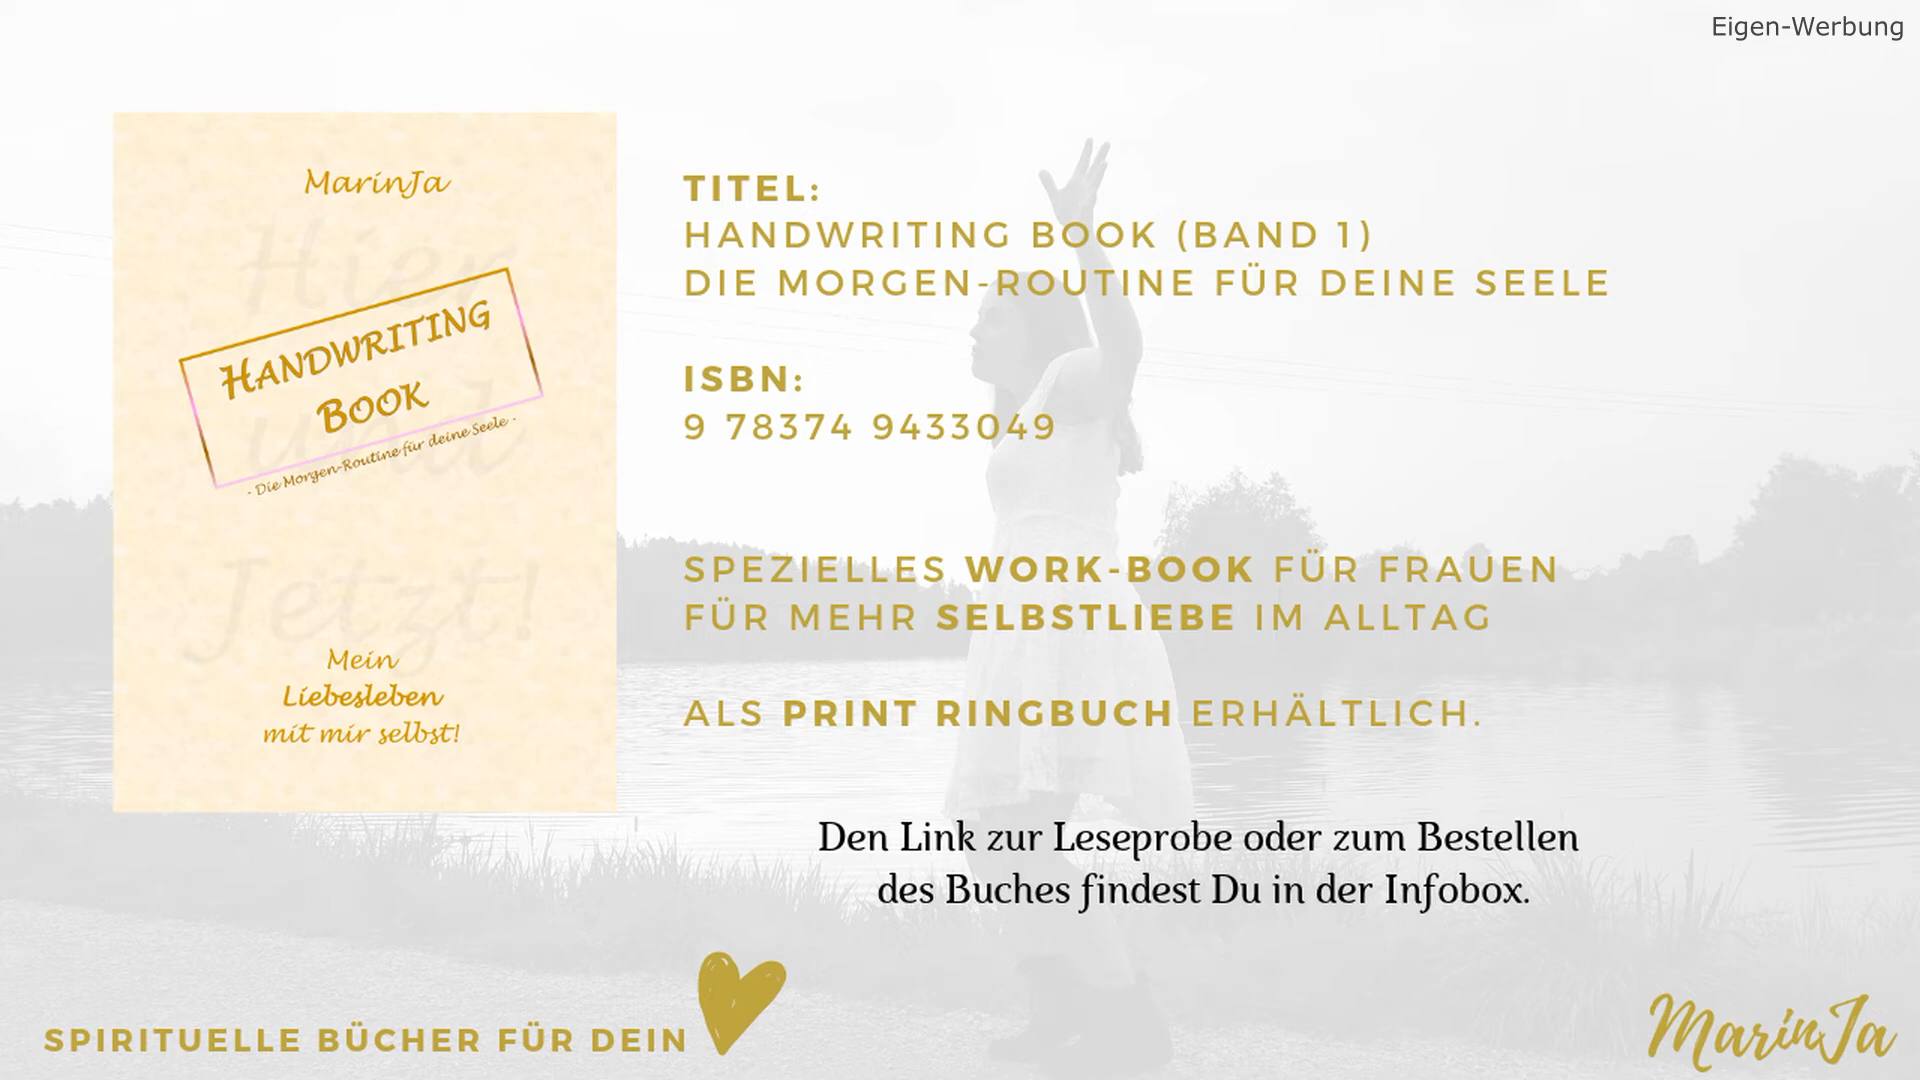 Eigen-Werbung
MarinJa
Hier
und
Jetzt!
HANDWRITING
BOOK
- Die Morgen-Routine für deine Seele -
Mein
Liebesleben
mit mir selbst!
TITEL:
HANDWRITING BOOK (BAND 1)
DIE MORGEN-ROUTINE FÜR DEINE SEELE
ISBN:
9 78374 9433049
SPEZIELLES WORK-BOOK FÜR FRAUEN
FÜR MEHR SELBSTLIEBE IM ALLTAG
ALS PRINT RINGBUCH ERHÄLTLICH.
Den Link zur Leseprobe oder zum Bestellen
des Buches findest Du in der Infobox.
SPIRITUELLE BÜCHER FÜR DEIN
MarinJa